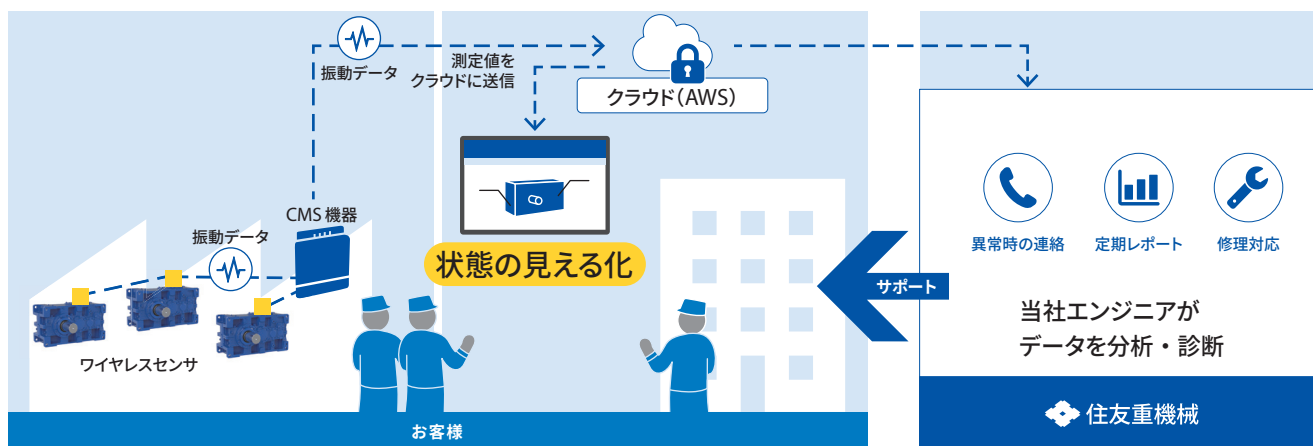 振動データ
測定値を
クラウドに送信
クラウド(AWS)
CMS 機器
振動データ
ワイヤレスセンサ
状態の見える化
お客様
サポート
異常時の連絡
定期レポート
修理対応
当社エンジニアが
データを分析・診断
住友重機械